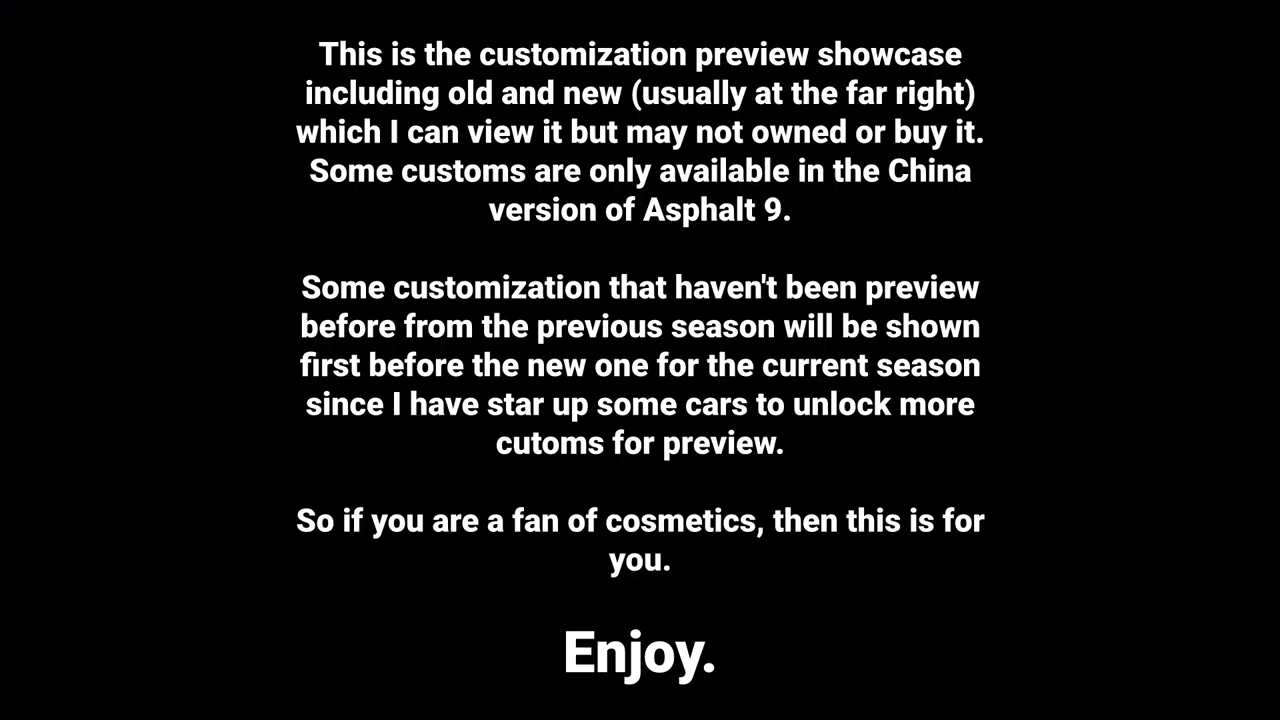 This is the customization preview showcase
including old and new (usually at the far right)
which I can view it but may not owned or buy it.
Some customs are only available in the China
version of Asphalt 9.
Some customization that haven't been preview
before from the previous season will be shown
first before the new one for the current season
since I have star up some cars to unlock more
cutoms for preview.
So if you are a fan of cosmetics, then this is for
you.
Enjoy.